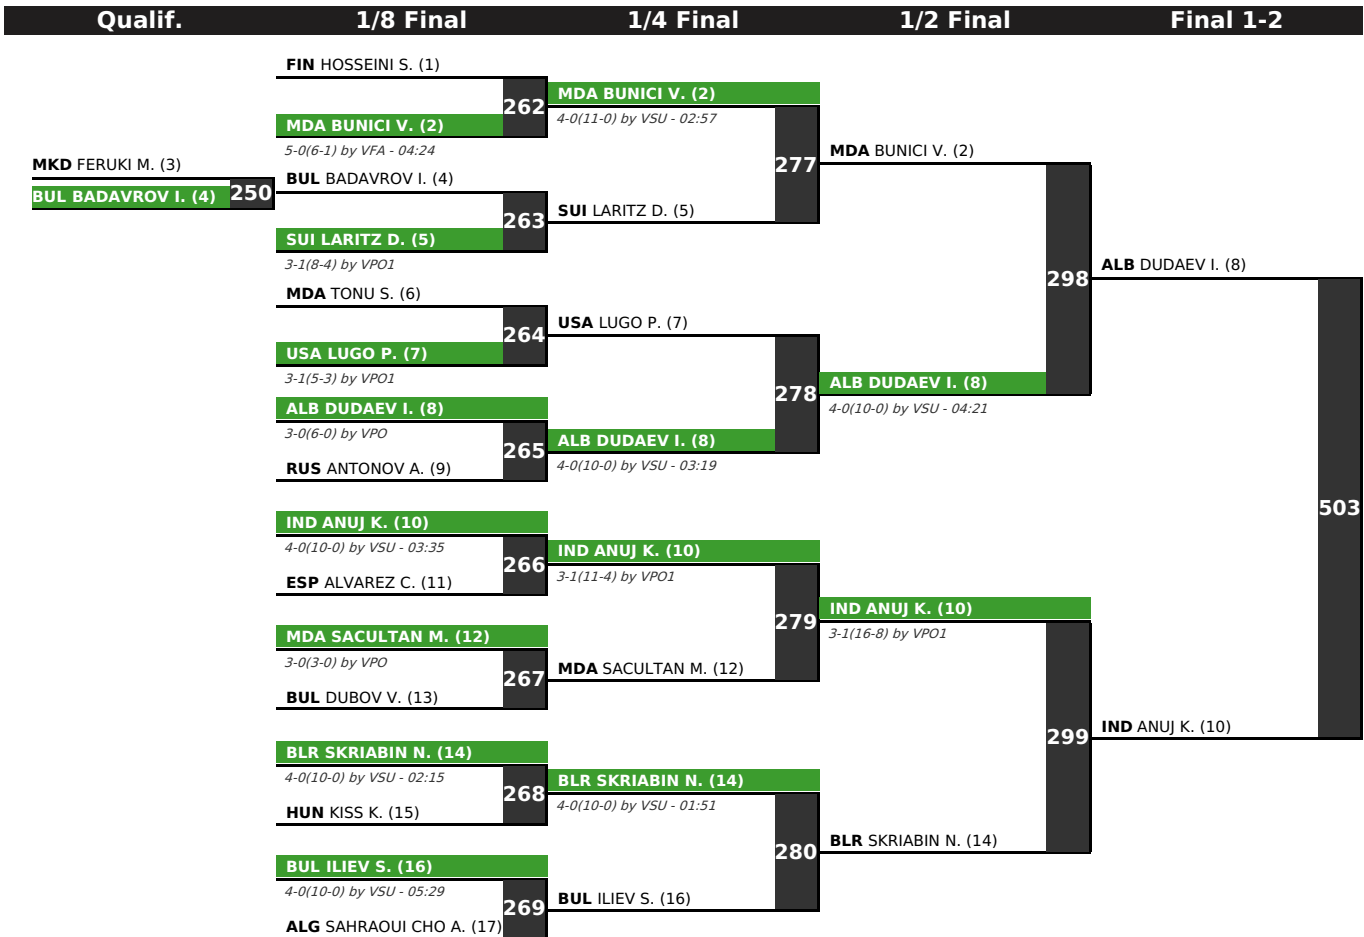 Qualif.
1/8 Final
1/4 Final
1/2 Final
Final 1-2
MKD FERUKI M. (3)
BUL BADAVROV I. (4)
250
FIN HOSSEINI S. (1)
262
MDA BUNICI V. (2)
5-0(6-1) by VFA - 04:24
BUL BADAVROV I. (4)
263
SUI LARITZ D. (5)
3-1(8-4) by VPO1
MDA TONU S. (6)
264
USA LUGO P. (7)
3-1(5-3) by VPO1
ALB DUDAEV I. (8)
3-0(6-0) by VPO
265
RUS ANTONOV A. (9)
IND ANUJ K. (10)
4-0(10-0) by VSU - 03:35
266
ESP ALVAREZ C. (11)
MDA SACULTAN M. (12)
3-0(3-0) by VPO
267
BUL DUBOV V. (13)
BLR SKRIABIN N. (14)
4-0(10-0) by VSU - 02:15
268
HUN KISS K. (15)
BUL ILIEV S. (16)
4-0(10-0) by VSU - 05:29
269
ALG SAHRAOUI CHO A. (17)
MDA BUNICI V. (2)
4-0(11-0) by VSU - 02:57
277
SUI LARITZ D. (5)
USA LUGO P. (7)
278
ALB DUDAEV I. (8)
4-0(10-0) by VSU - 03:19
IND ANUJ K. (10)
3-1(11-4) by VPO1
279
MDA SACULTAN M. (12)
BLR SKRIABIN N. (14)
4-0(10-0) by VSU - 01:51
280
BUL ILIEV S. (16)
MDA BUNICI V. (2)
298
ALB DUDAEV I. (8)
4-0(10-0) by VSU - 04:21
IND ANUJ K. (10)
3-1(16-8) by VPO1
299
BLR SKRIABIN N. (14)
ALB DUDAEV I. (8)
503
IND ANUJ K. (10)